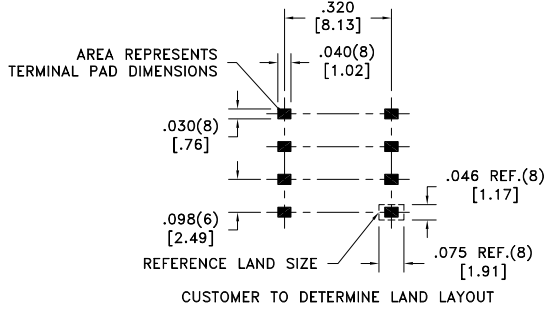 .320
[8.13]
AREA REPRESENTS
TERMINAL PAD DIMENSIONS
.040(8)
[1.02]
.030(8)
[.76]
.046 REF.(8)
[1.17]
.098(6)
[2.49]
REFERENCE LAND SIZE
.075 REF.(8)
[1.91]
CUSTOMER TO DETERMINE LAND LAYOUT